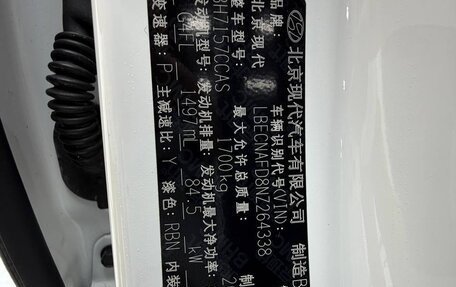 北京现代汽车有限公司 制造
品牌: 北京现代 车辆识别代号(VIN): LBECNAFD8NZ264338
整车型号: BH7157CCAS 最大允许总质量: 1700kg
发动机型号: G4FL 发动机排量: 1497mL 发动机最大净功率: 84.5 kW
变速器: P 主减速比: Y 漆色: RBN 内装